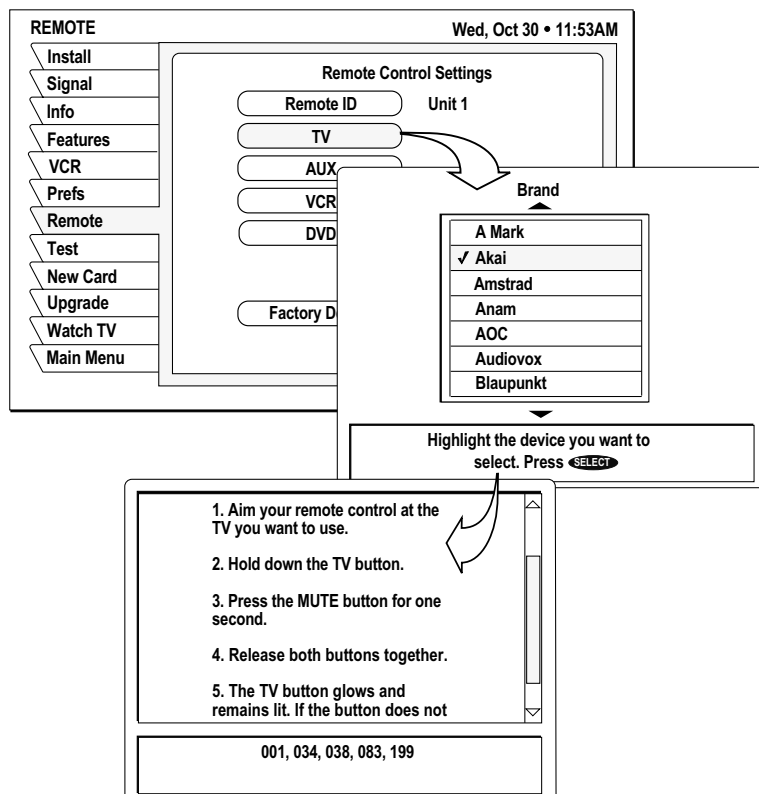 REMOTE
Wed, Oct 30 • 11:53AM
Install
Signal
Info
Features
VCR
Prefs
Remote
Test
New Card
Upgrade
Watch TV
Main Menu
Remote Control Settings
Remote ID
Unit 1
TV
AUX
VCR
DVD
Factory D
Brand
A Mark
✓ Akai
Amstrad
Anam
AOC
Audiovox
Blaupunkt
Highlight the device you want to
select. Press SELECT
1. Aim your remote control at the
TV you want to use.
2. Hold down the TV button.
3. Press the MUTE button for one
second.
4. Release both buttons together.
5. The TV button glows and
remains lit. If the button does not
001, 034, 038, 083, 199